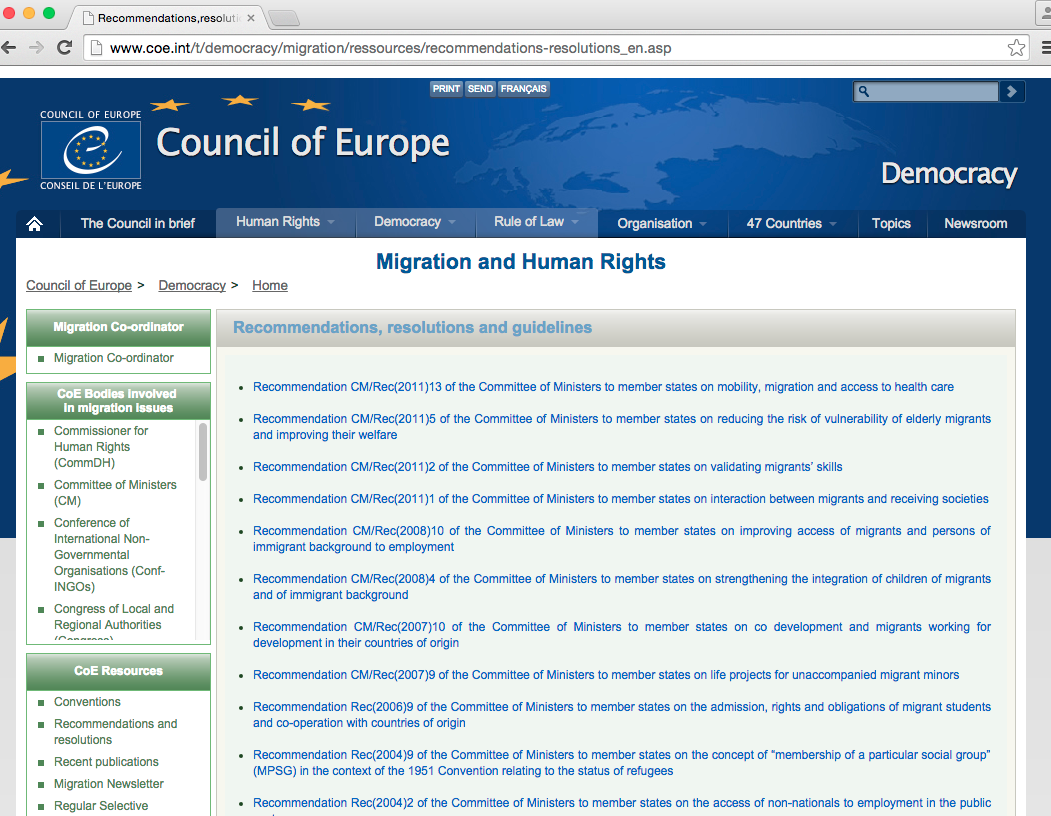 Recommendations,resoluti
www.coe.int/t/democracy/migration/ressources/recommendations-resolutions_en.asp
PRINT SEND FRANÇAIS
COUNCIL OF EUROPE
CONSEIL DE L'EUROPE
Council of Europe
Democracy
The Council in brief Human Rights Democracy Rule of Law Organisation 47 Countries Topics Newsroom
Migration and Human Rights
Council of Europe > Democracy > Home
Migration Co-ordinator
Migration Co-ordinator
CoE Bodies involved
in migration issues
Commissioner for
Human Rights
(CommDH)
Committee of Ministers
(CM)
Conference of
International Non-
Governmental
Organisations (Conf-
INGOs)
Congress of Local and
Regional Authorities
(Congress)
CoE Resources
Conventions
Recommendations and
resolutions
Recent publications
Migration Newsletter
Regular Selective
Recommendations, resolutions and guidelines
Recommendation CM/Rec(2011)13 of the Committee of Ministers to member states on mobility, migration and access to health care
Recommendation CM/Rec(2011)5 of the Committee of Ministers to member states on reducing the risk of vulnerability of elderly migrants
and improving their welfare
Recommendation CM/Rec(2011)2 of the Committee of Ministers to member states on validating migrants' skills
Recommendation CM/Rec(2011)1 of the Committee of Ministers to member states on interaction between migrants and receiving societies
Recommendation CM/Rec(2008)10 of the Committee of Ministers to member states on improving access of migrants and persons of
immigrant background to employment
Recommendation CM/Rec(2008)4 of the Committee of Ministers to member states on strengthening the integration of children of migrants
and of immigrant background
Recommendation CM/Rec(2007)10 of the Committee of Ministers to member states on co development and migrants working for
development in their countries of origin
Recommendation CM/Rec(2007)9 of the Committee of Ministers to member states on life projects for unaccompanied migrant minors
Recommendation Rec(2006)9 of the Committee of Ministers to member states on the admission, rights and obligations of migrant students
and co-operation with countries of origin
Recommendation Rec(2004)9 of the Committee of Ministers to member states on the concept of “membership of a particular social group”
(MPSG) in the context of the 1951 Convention relating to the status of refugees
Recommendation Rec(2004)2 of the Committee of Ministers to member states on the access of non-nationals to employment in the public